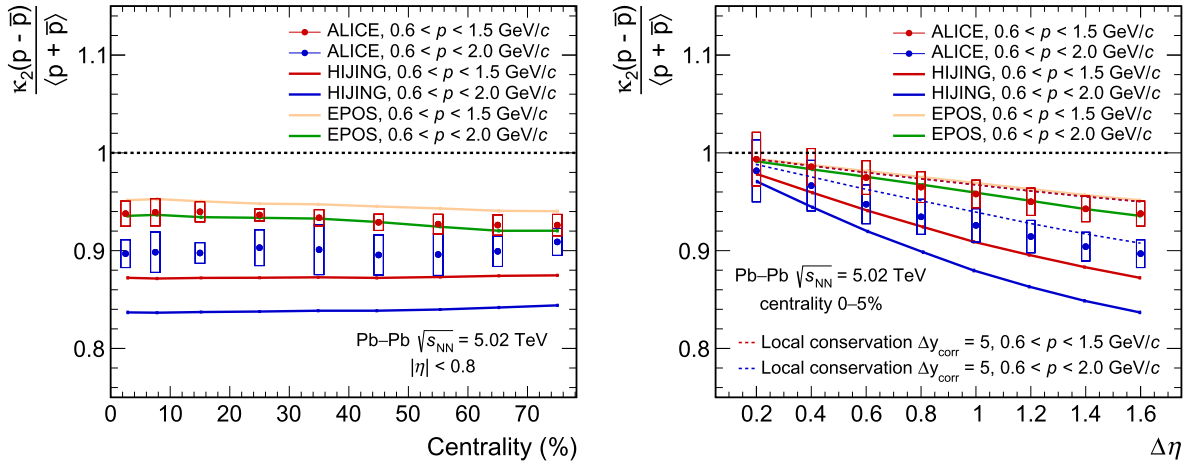 κ₂(p - p̅)
⟨p + p̅⟩
1.1
1
0.9
0.8
ALICE, 0.6 < p < 1.5 GeV/c
ALICE, 0.6 < p < 2.0 GeV/c
HIJING, 0.6 < p < 1.5 GeV/c
HIJING, 0.6 < p < 2.0 GeV/c
EPOS, 0.6 < p < 1.5 GeV/c
EPOS, 0.6 < p < 2.0 GeV/c
Pb–Pb √sNN = 5.02 TeV
|η| < 0.8
0 10 20 30 40 50 60 70
Centrality (%)
κ₂(p - p̅)
⟨p + p̅⟩
1.1
1
0.9
0.8
ALICE, 0.6 < p < 1.5 GeV/c
ALICE, 0.6 < p < 2.0 GeV/c
HIJING, 0.6 < p < 1.5 GeV/c
HIJING, 0.6 < p < 2.0 GeV/c
EPOS, 0.6 < p < 1.5 GeV/c
EPOS, 0.6 < p < 2.0 GeV/c
Pb–Pb √sNN = 5.02 TeV
centrality 0–5%
Local conservation Δycorr = 5, 0.6 < p < 1.5 GeV/c
Local conservation Δycorr = 5, 0.6 < p < 2.0 GeV/c
0.2 0.4 0.6 0.8 1 1.2 1.4 1.6
Δη